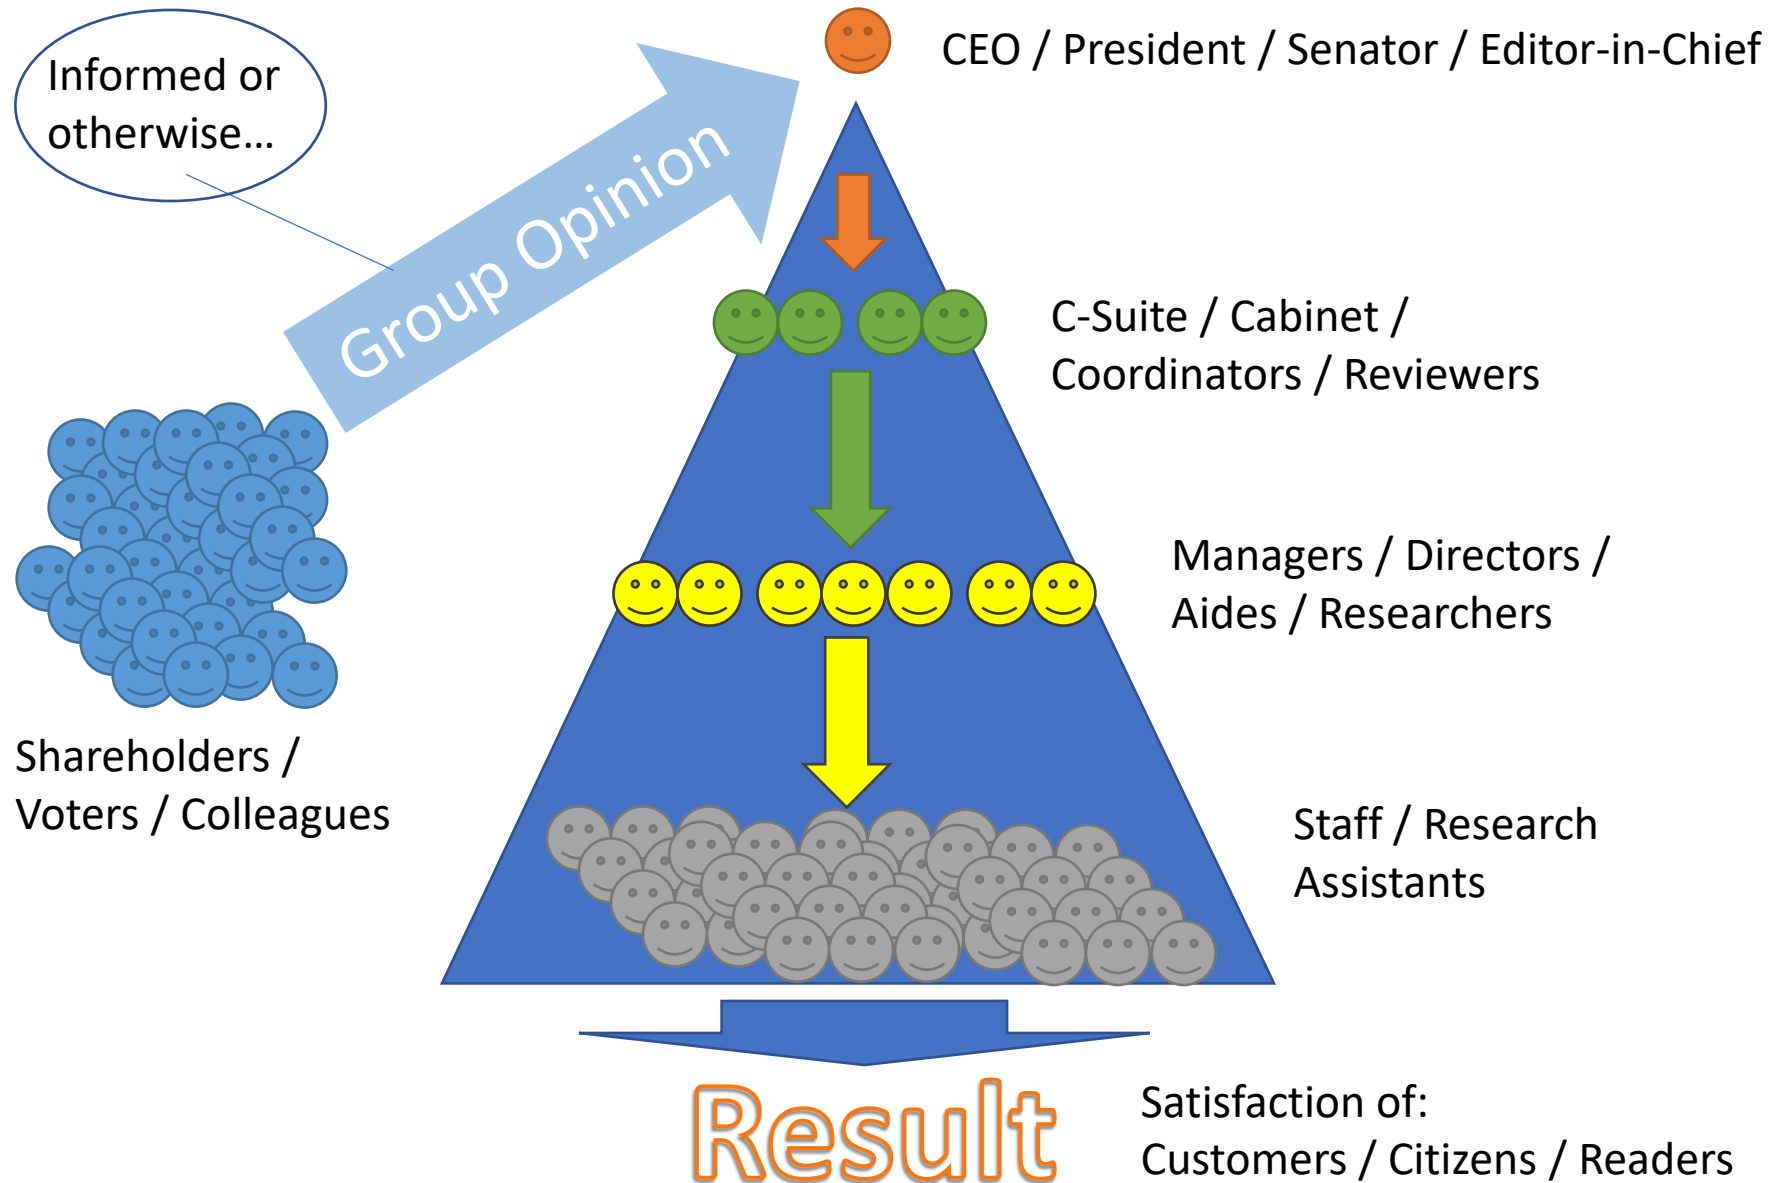 Informed or
otherwise…
Group Opinion
CEO / President / Senator / Editor-in-Chief
C-Suite / Cabinet /
Coordinators / Reviewers
Managers / Directors /
Aides / Researchers
Shareholders /
Voters / Colleagues
Staff / Research
Assistants
Result
Satisfaction of:
Customers / Citizens / Readers